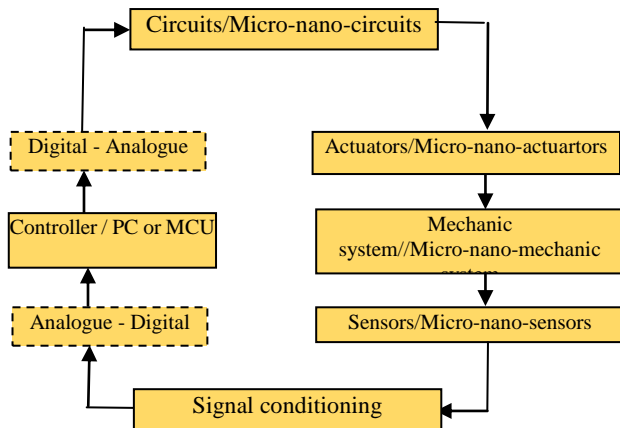 Circuits/Micro-nano-circuits
Digital - Analogue
Actuators/Micro-nano-actuartors
Controller / PC or MCU
Mechanic
system//Micro-nano-mechanic
system
Analogue - Digital
Sensors/Micro-nano-sensors
Signal conditioning